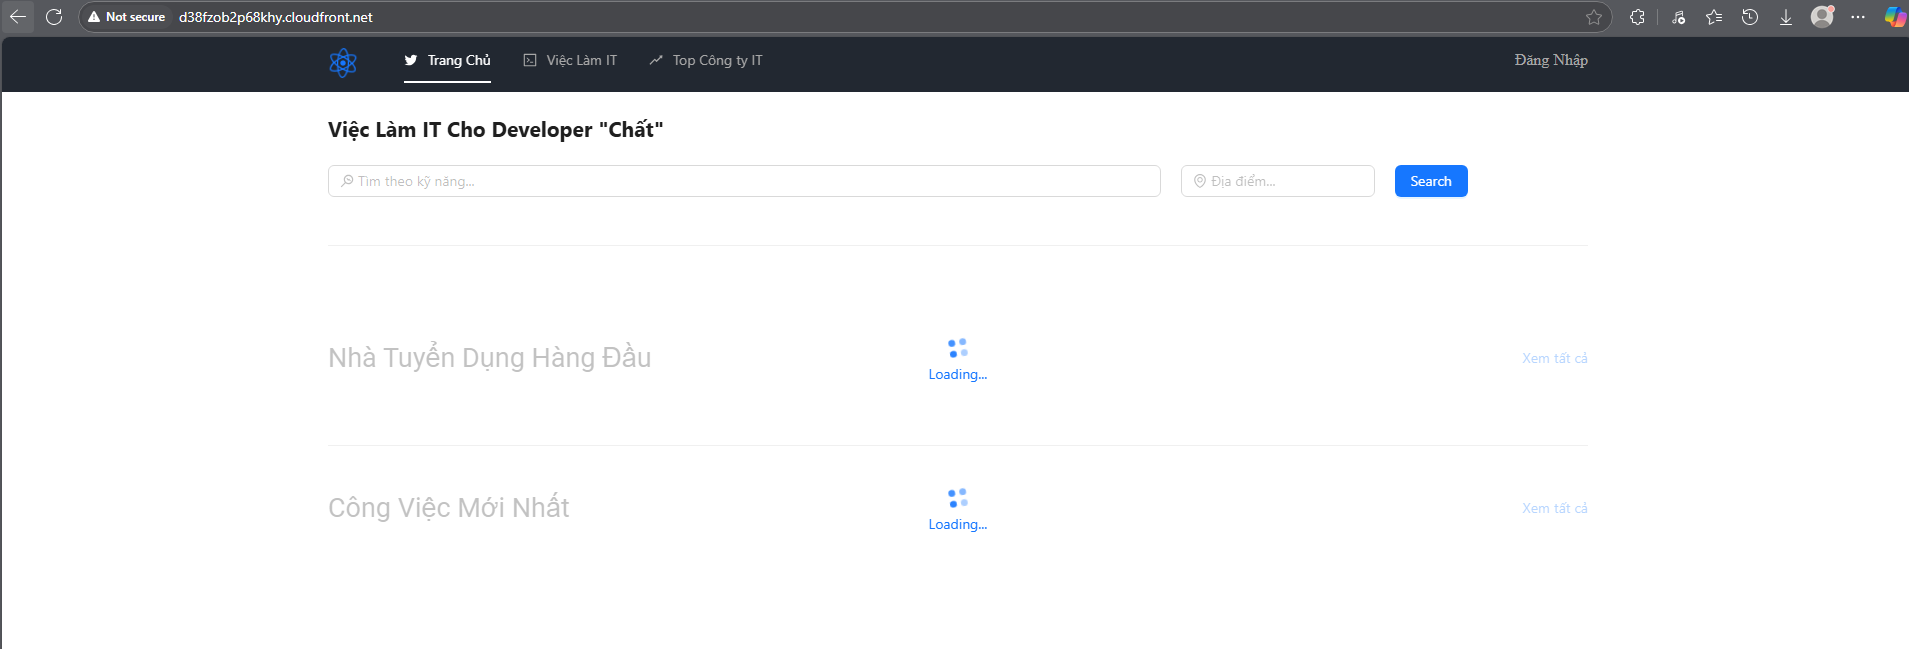 Not secure d38fzob2p68khy.cloudfront.net
Trang Chủ Việc Làm IT Top Công ty IT Đăng Nhập
Việc Làm IT Cho Developer "Chất"
Tìm theo kỹ năng... Địa điểm... Search
Nhà Tuyển Dụng Hàng Đầu Loading... Xem tất cả
Công Việc Mới Nhất Loading... Xem tất cả